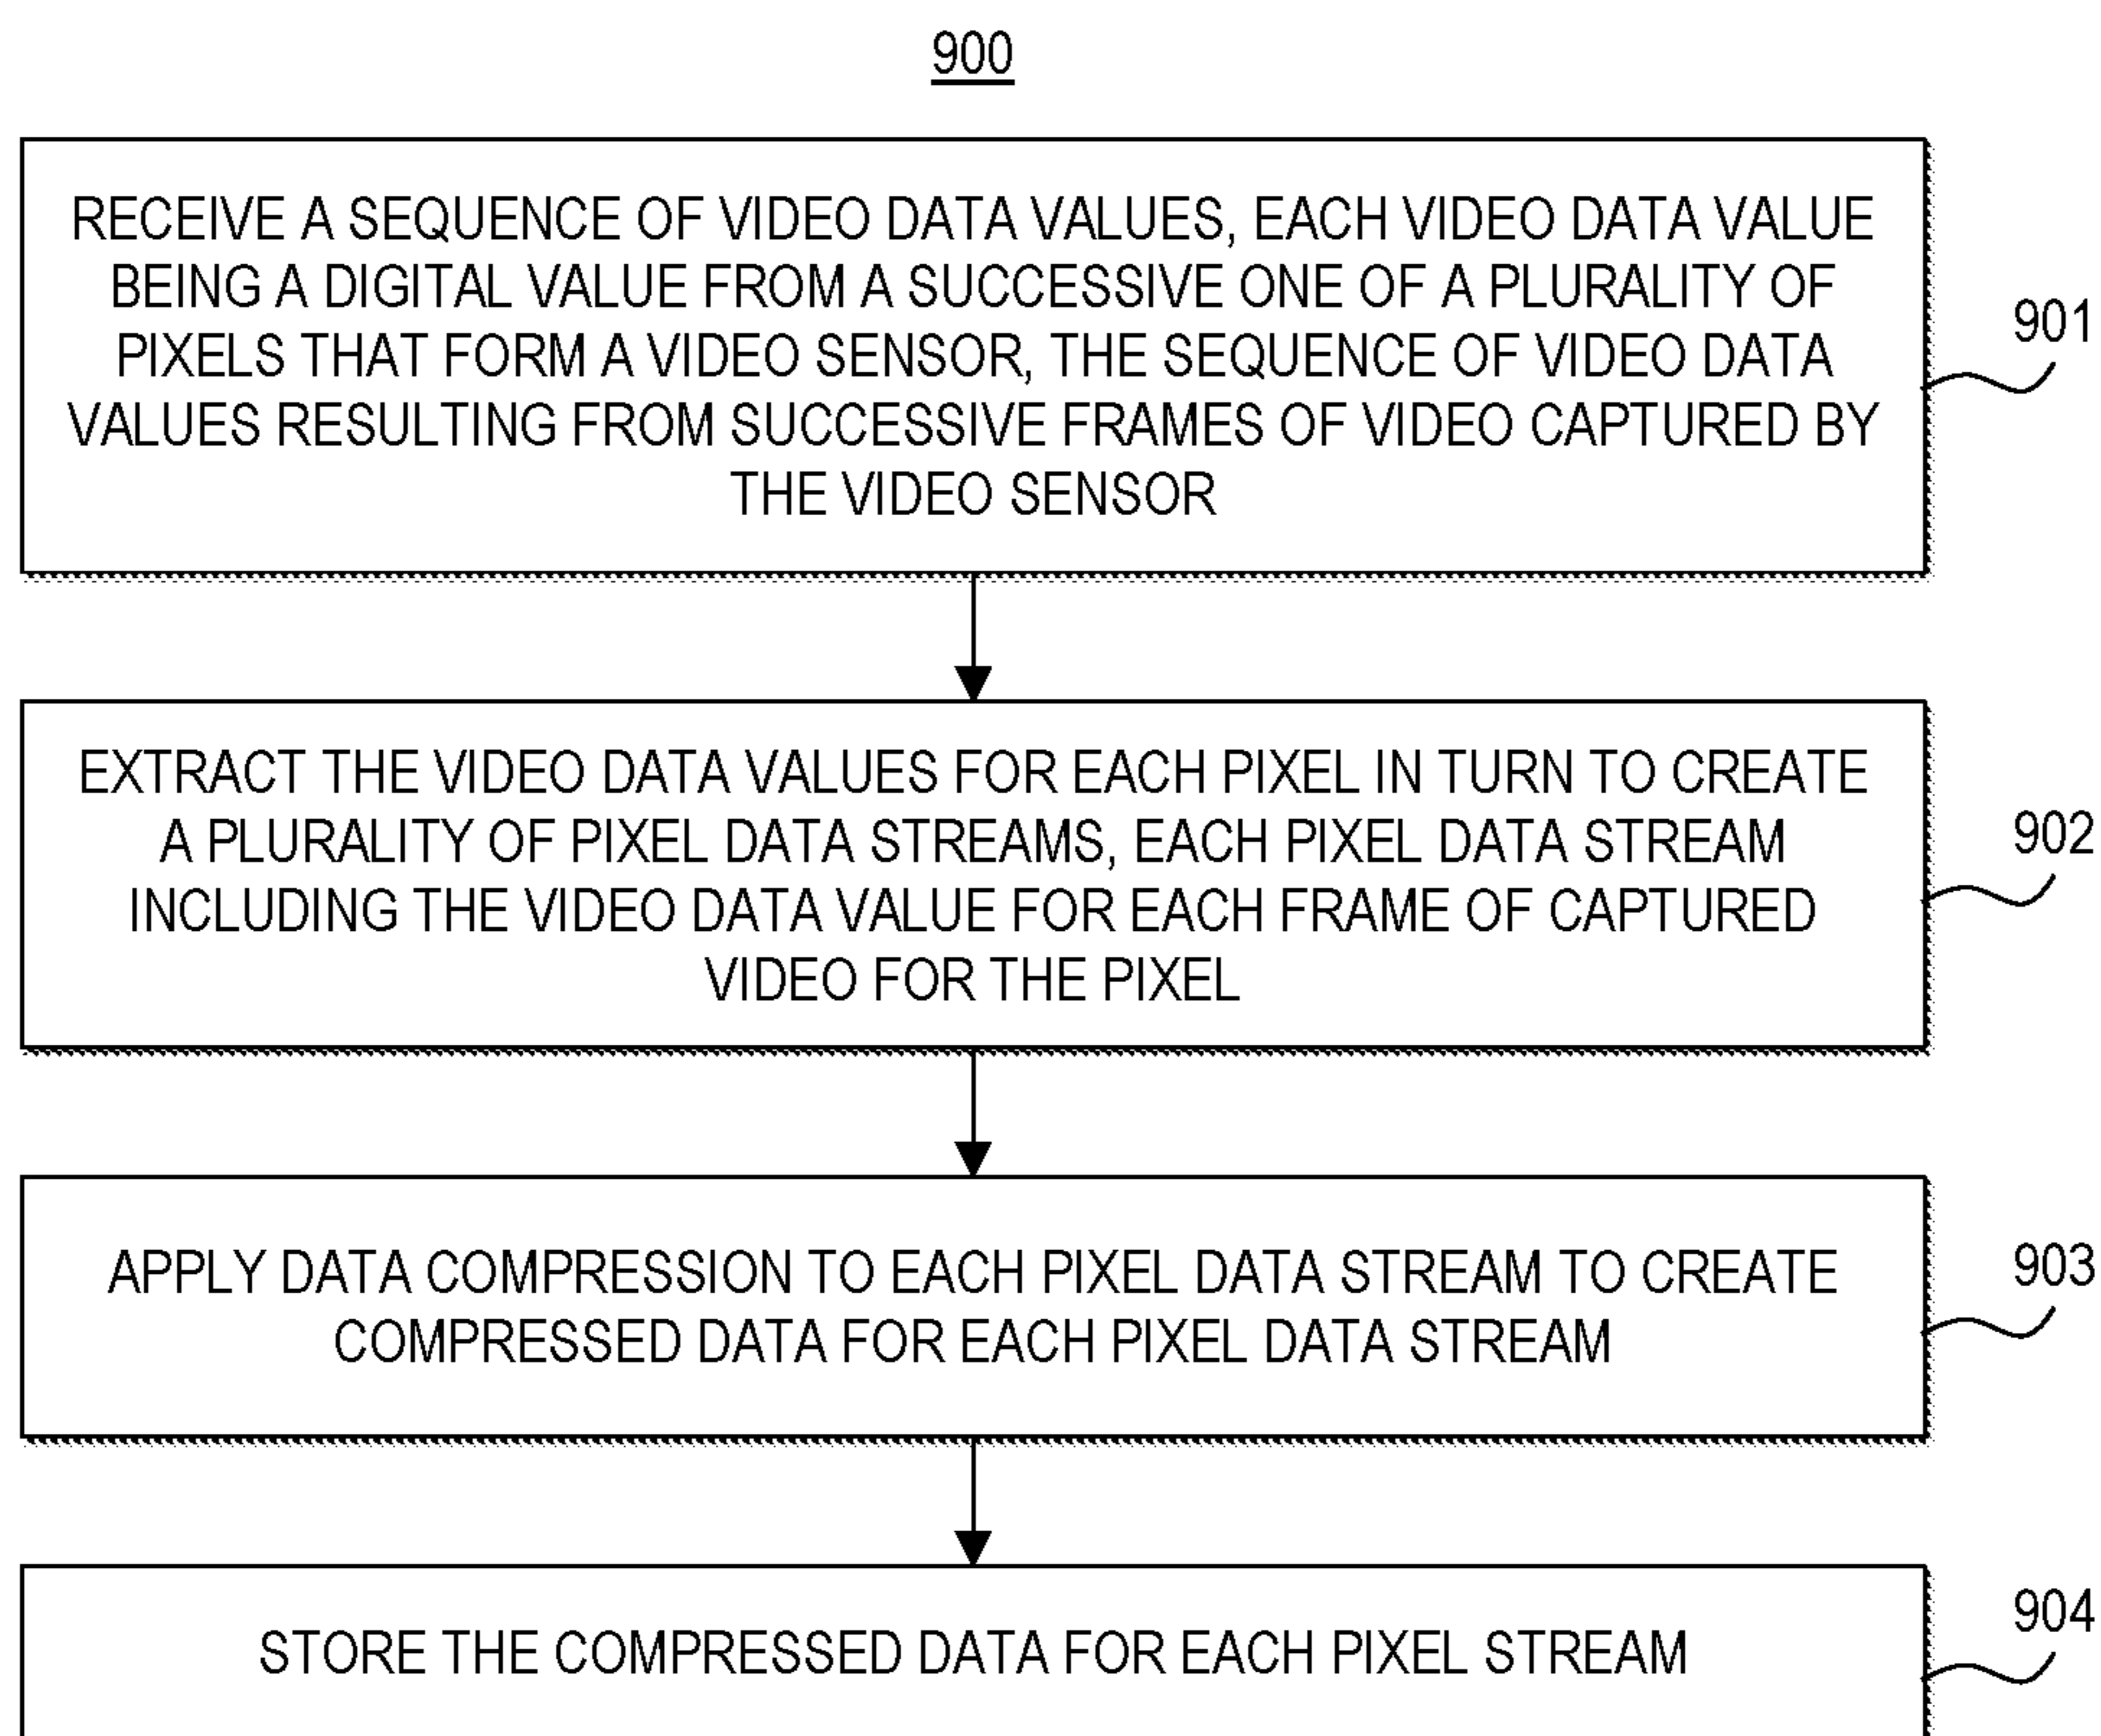 900
RECEIVE A SEQUENCE OF VIDEO DATA VALUES, EACH VIDEO DATA VALUE
BEING A DIGITAL VALUE FROM A SUCCESSIVE ONE OF A PLURALITY OF
PIXELS THAT FORM A VIDEO SENSOR, THE SEQUENCE OF VIDEO DATA
VALUES RESULTING FROM SUCCESSIVE FRAMES OF VIDEO CAPTURED BY
THE VIDEO SENSOR
901
EXTRACT THE VIDEO DATA VALUES FOR EACH PIXEL IN TURN TO CREATE
A PLURALITY OF PIXEL DATA STREAMS, EACH PIXEL DATA STREAM
INCLUDING THE VIDEO DATA VALUE FOR EACH FRAME OF CAPTURED
VIDEO FOR THE PIXEL
902
APPLY DATA COMPRESSION TO EACH PIXEL DATA STREAM TO CREATE
COMPRESSED DATA FOR EACH PIXEL DATA STREAM
903
STORE THE COMPRESSED DATA FOR EACH PIXEL STREAM
904